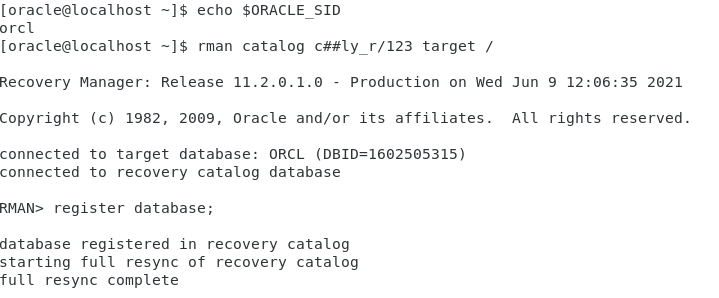 [oracle@localhost ~]$ echo $ORACLE_SID
orcl
[oracle@localhost ~]$ rman catalog c##ly_r/123 target /
Recovery Manager: Release 11.2.0.1.0 - Production on Wed Jun 9 12:06:35 2021
Copyright (c) 1982, 2009, Oracle and/or its affiliates.  All rights reserved.
connected to target database: ORCL (DBID=1602505315)
connected to recovery catalog database
RMAN> register database;
database registered in recovery catalog
starting full resync of recovery catalog
full resync complete